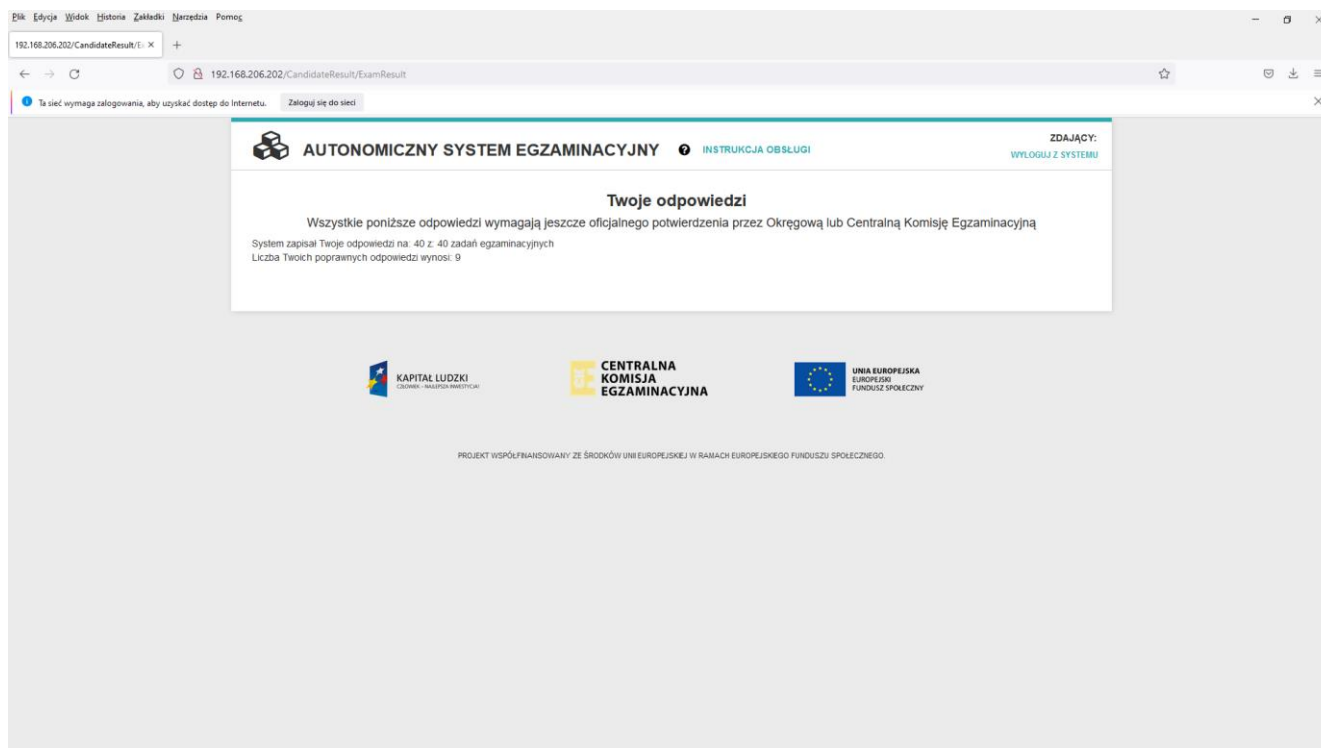 Plik Edycja Widok Historia Zakładki Narzędzia Pomoc
192.168.206.202/CandidateResult/E
192.168.206.202/CandidateResult/ExamResult
Ta sieć wymaga zalogowania, aby uzyskać dostęp do Internetu. Zaloguj się do sieci
AUTONOMICZNY SYSTEM EGZAMINACYJNY ? INSTRUKCJA OBSŁUGI
ZDAJĄCY:
WYLOGUJ Z SYSTEMU
Twoje odpowiedzi
Wszystkie poniższe odpowiedzi wymagają jeszcze oficjalnego potwierdzenia przez Okręgową lub Centralną Komisję Egzaminacyjną
System zapisał Twoje odpowiedzi na: 40 z: 40 zadań egzaminacyjnych
Liczba Twoich poprawnych odpowiedzi wynosi: 9
KAPITAŁ LUDZKI
CZŁOWIEK – NAJLEPSZA INWESTYCJA!
CENTRALNA
KOMISJA
EGZAMINACYJNA
UNIA EUROPEJSKA
EUROPEJSKI
FUNDUSZ SPOŁECZNY
PROJEKT WSPÓŁFINANSOWANY ZE ŚRODKÓW UNII EUROPEJSKIEJ W RAMACH EUROPEJSKIEGO FUNDUSZU SPOŁECZNEGO.